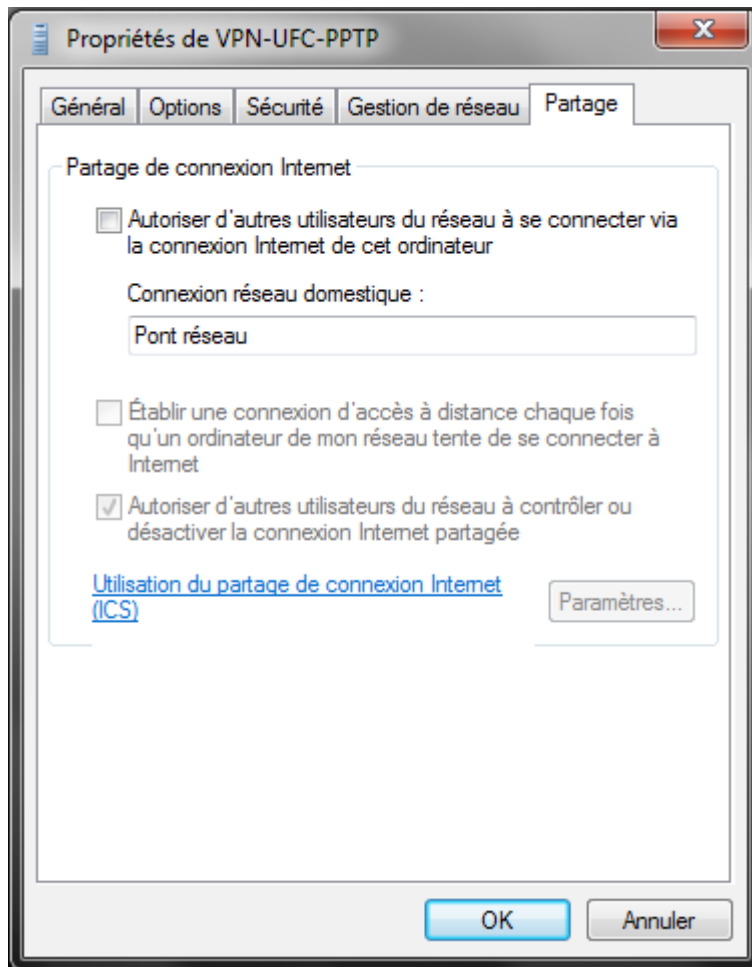 Propriétés de VPN-UFC-PPTP
Général Options Sécurité Gestion de réseau Partage
Partage de connexion Internet
Autoriser d'autres utilisateurs du réseau à se connecter via
la connexion Internet de cet ordinateur
Connexion réseau domestique :
Pont réseau
Établir une connexion d'accès à distance chaque fois
qu'un ordinateur de mon réseau tente de se connecter à
Internet
Autoriser d'autres utilisateurs du réseau à contrôler ou
désactiver la connexion Internet partagée
Utilisation du partage de connexion Internet
(ICS)
Paramètres...
OK Annuler